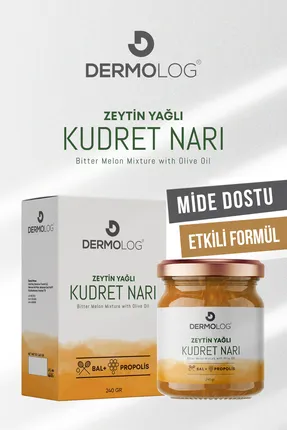 DERMOLOG®
ZEYTİN YAĞLI
KUDRET NARI
Bitter Melon Mixture with Olive Oil
MİDE DOSTU
ETKİLİ FORMÜL
DERMOLOG®
ZEYTİN YAĞLI
KUDRET NARI
Bitter Melon Mixture with Olive Oil
BAL+ PROPOLİS
240 GR
DERMOLOG®
ZEYTİN YAĞLI
KUDRET NARI
Bitter Melon Mixture with Olive Oil
BAL+ PROPOLİS